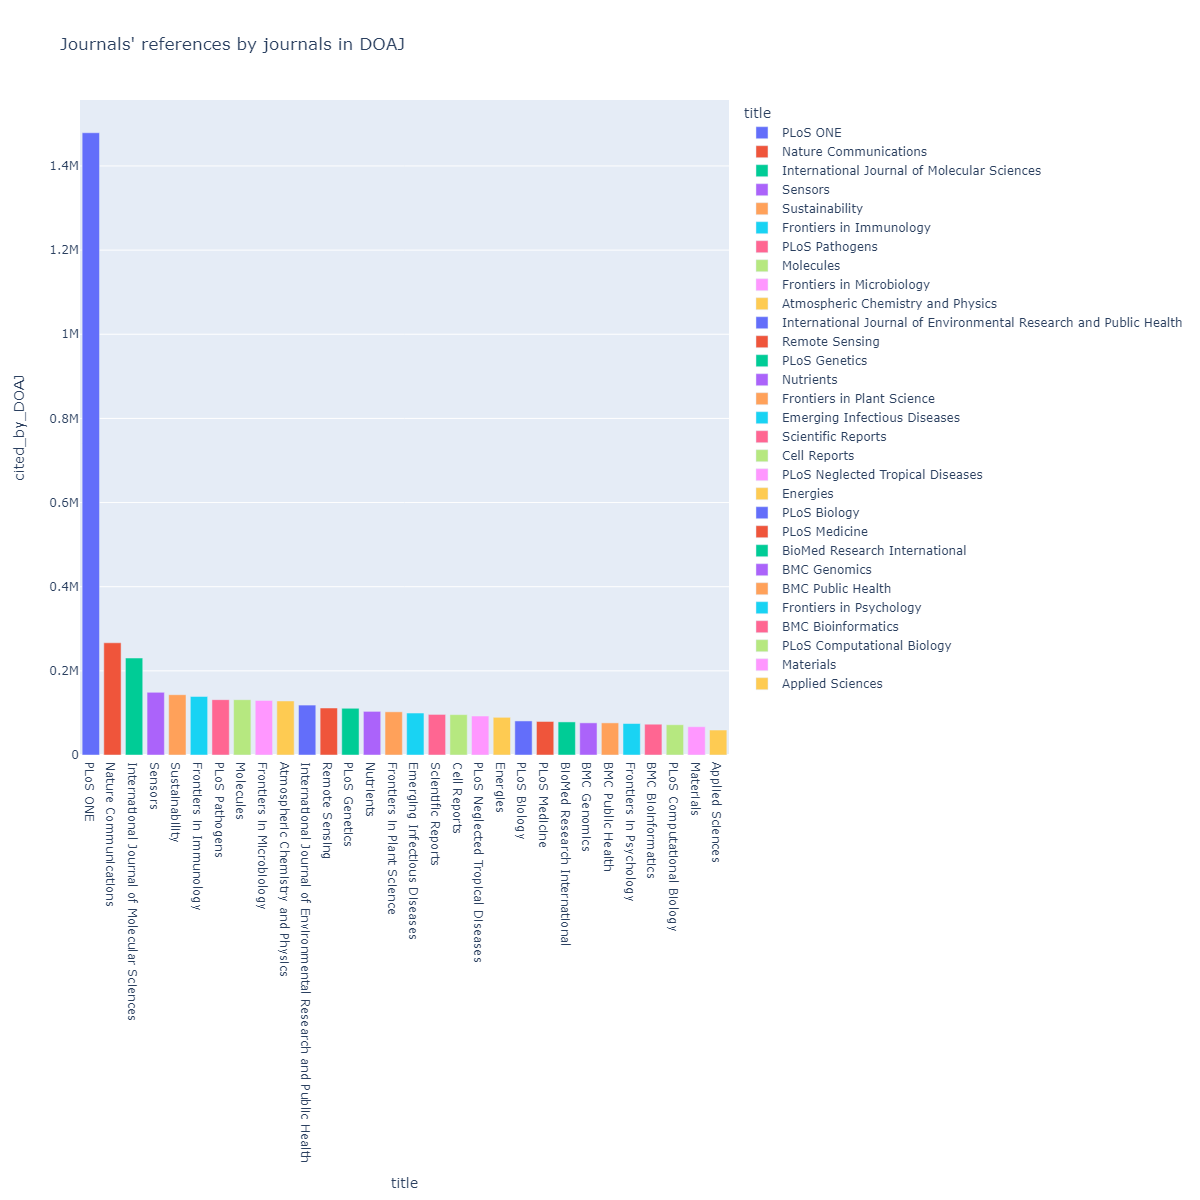 Journals' references by journals in DOAJ
cited_by_DOAJ
1.4M
1.2M
1M
0.8M
0.6M
0.4M
0.2M
0
PLoS ONE
Nature Communications
International Journal of Molecular Sciences
Sensors
Sustainability
Frontiers in Immunology
PLoS Pathogens
Molecules
Frontiers in Microbiology
Atmospheric Chemistry and Physics
International Journal of Environmental Research and Public Health
Remote Sensing
PLoS Genetics
Nutrients
Frontiers in Plant Science
Emerging Infectious Diseases
Scientific Reports
Cell Reports
PLoS Neglected Tropical Diseases
Energies
PLoS Biology
PLoS Medicine
BioMed Research International
BMC Genomics
BMC Public Health
Frontiers in Psychology
BMC Bioinformatics
PLoS Computational Biology
Materials
Applied Sciences
title
title
PLoS ONE
Nature Communications
International Journal of Molecular Sciences
Sensors
Sustainability
Frontiers in Immunology
PLoS Pathogens
Molecules
Frontiers in Microbiology
Atmospheric Chemistry and Physics
International Journal of Environmental Research and Public Health
Remote Sensing
PLoS Genetics
Nutrients
Frontiers in Plant Science
Emerging Infectious Diseases
Scientific Reports
Cell Reports
PLoS Neglected Tropical Diseases
Energies
PLoS Biology
PLoS Medicine
BioMed Research International
BMC Genomics
BMC Public Health
Frontiers in Psychology
BMC Bioinformatics
PLoS Computational Biology
Materials
Applied Sciences